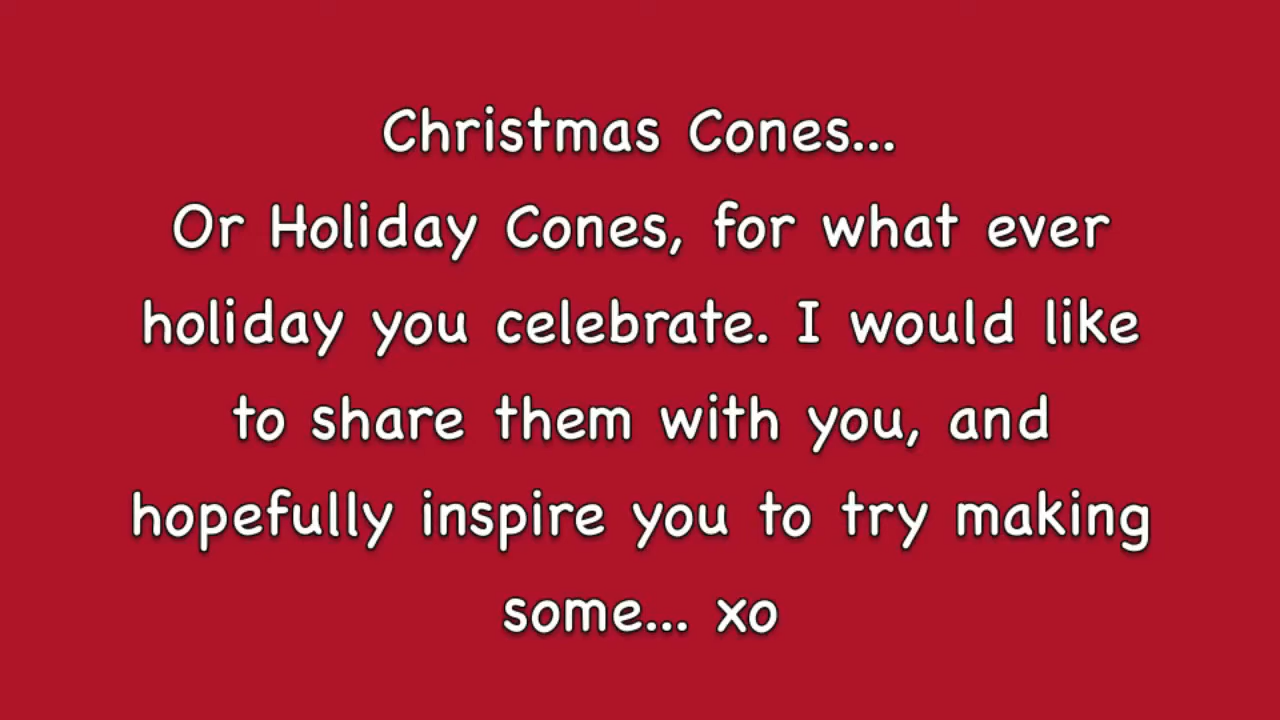 Christmas Cones...
Or Holiday Cones, for what ever
holiday you celebrate. I would like
to share them with you, and
hopefully inspire you to try making
some... xo